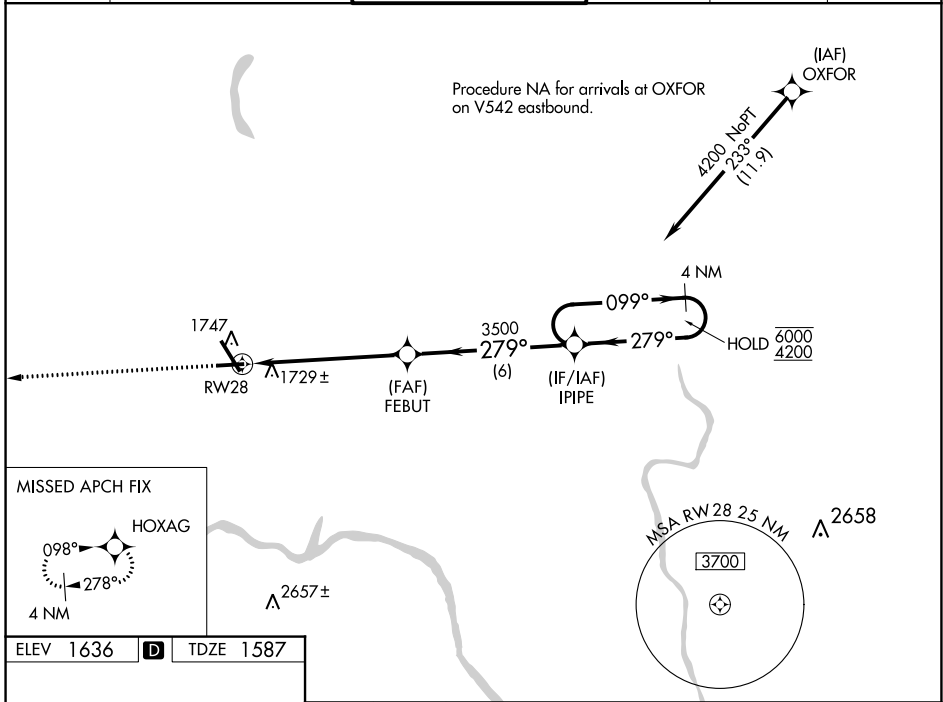 (IAF)
OXFOR
Procedure NA for arrivals at OXFOR
on V542 eastbound.
4200 NoPT
233°
(11.9)
4 NM
099°
279°
HOLD 6000
4200
3500
279°
(6)
(IF/IAF)
IPIPE
(FAF)
FEBUT
1747
1729±
RW28
MISSED APCH FIX
HOXAG
098°
278°
4 NM
2657±
MSA RW 28 25 NM
3700
2658
ELEV 1636 D TDZE 1587